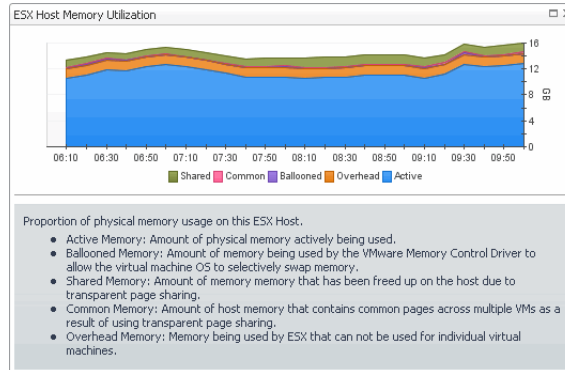 ESX Host Memory Utilization
16
12
8
4
0
GB
06:10 06:30 06:50 07:10 07:30 07:50 08:10 08:30 08:50 09:10 09:30 09:50
Shared Common Ballooned Overhead Active
Proportion of physical memory usage on this ESX Host.
• Active Memory: Amount of physical memory actively being used.
• Ballooned Memory: Amount of memory being used by the VMware Memory Control Driver to
allow the virtual machine OS to selectively swap memory.
• Shared Memory: Amount of memory memory that has been freed up on the host due to
transparent page sharing.
• Common Memory: Amount of host memory that contains common pages across multiple VMs as a
result of using transparent page sharing.
• Overhead Memory: Memory being used by ESX that can not be used for individual virtual
machines.